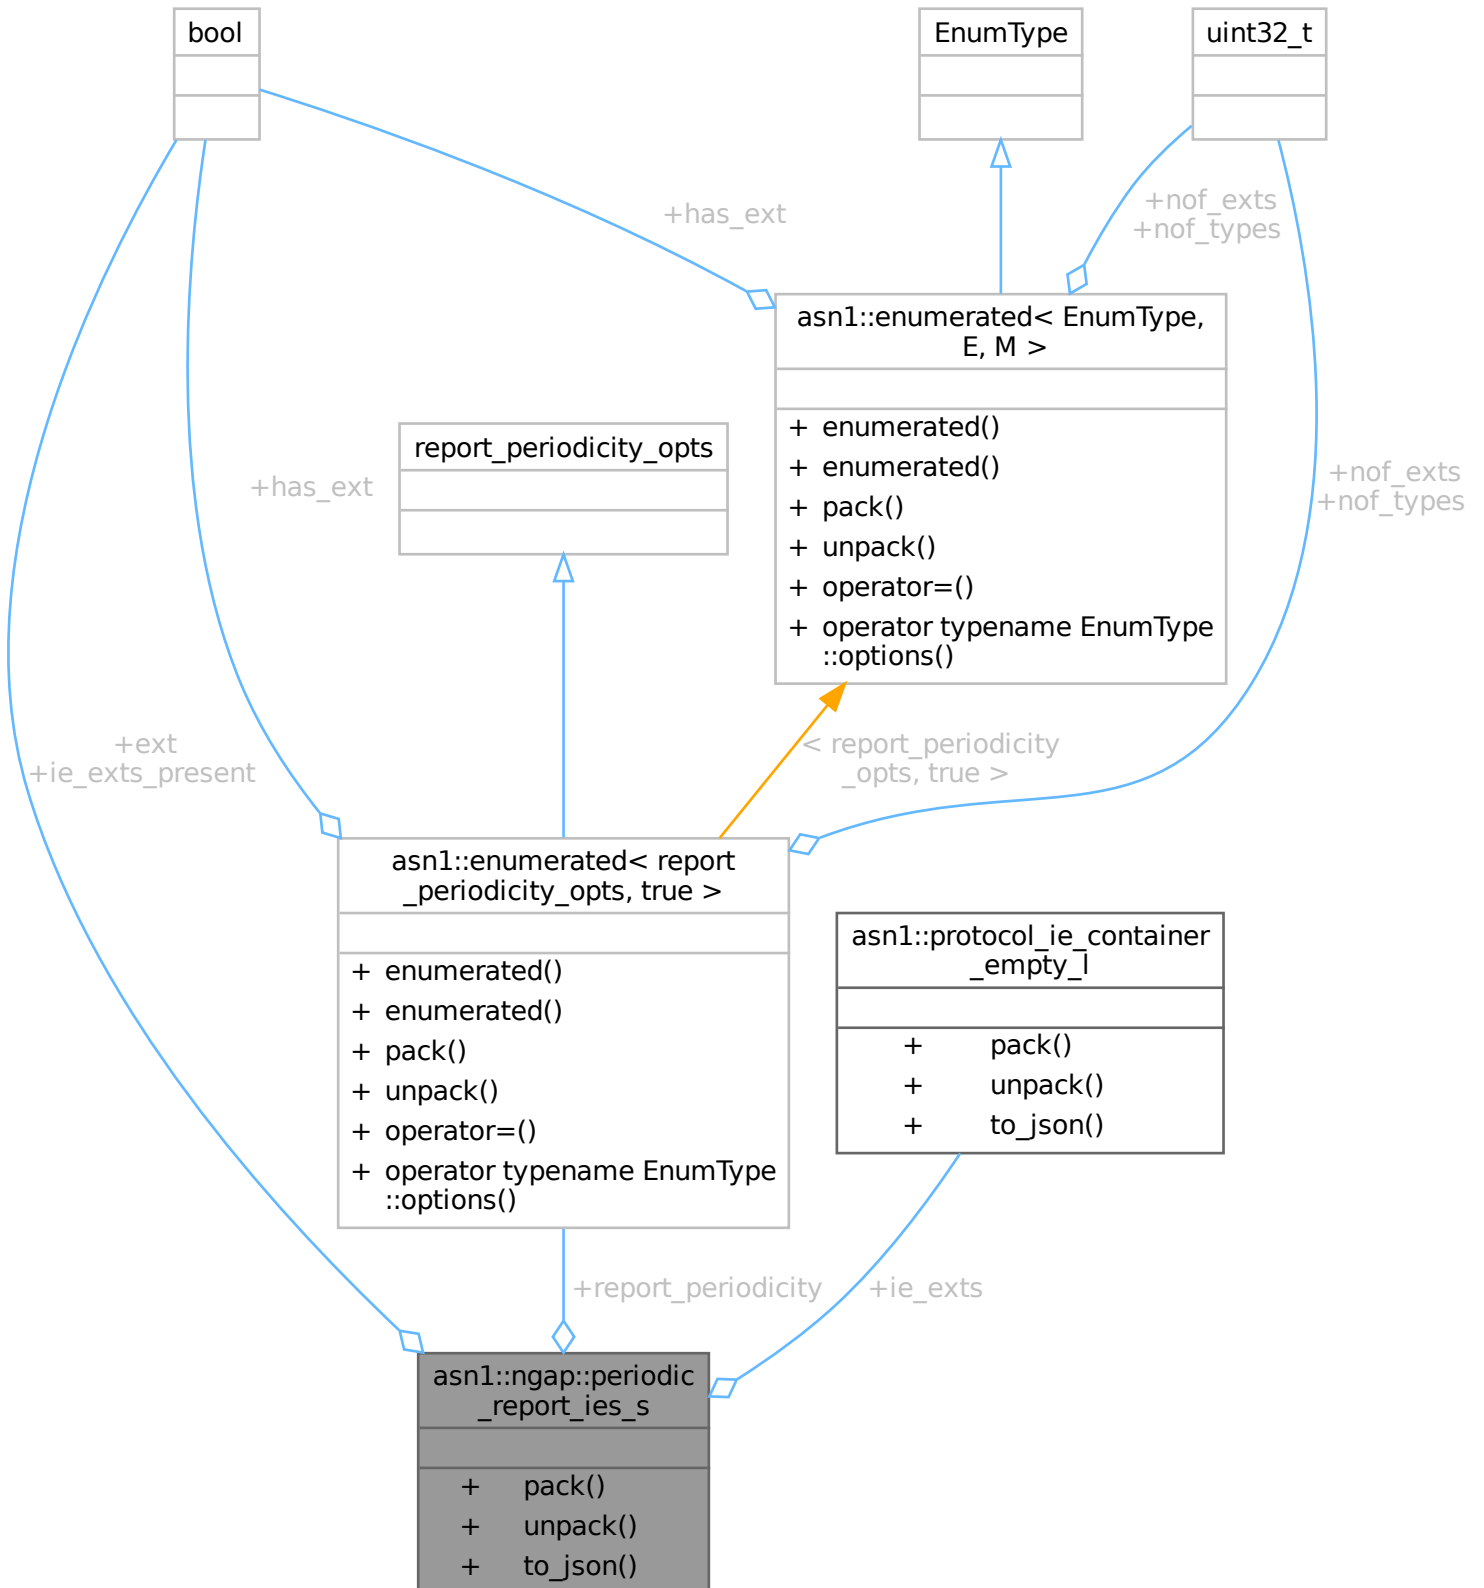 bool
EnumType
uint32_t
+has_ext
+nof_exts
+nof_types
asn1::enumerated< EnumType,
E, M >
+ enumerated()
+ enumerated()
+ pack()
+ unpack()
+ operator=()
+ operator typename EnumType
::options()
report_periodicity_opts
+has_ext
+nof_exts
+nof_types
+ext
+ie_exts_present
< report_periodicity
_opts, true >
asn1::enumerated< report
_periodicity_opts, true >
+ enumerated()
+ enumerated()
+ pack()
+ unpack()
+ operator=()
+ operator typename EnumType
::options()
asn1::protocol_ie_container
_empty_l
+ pack()
+ unpack()
+ to_json()
+report_periodicity
+ie_exts
asn1::ngap::periodic
_report_ies_s
+ pack()
+ unpack()
+ to_json()